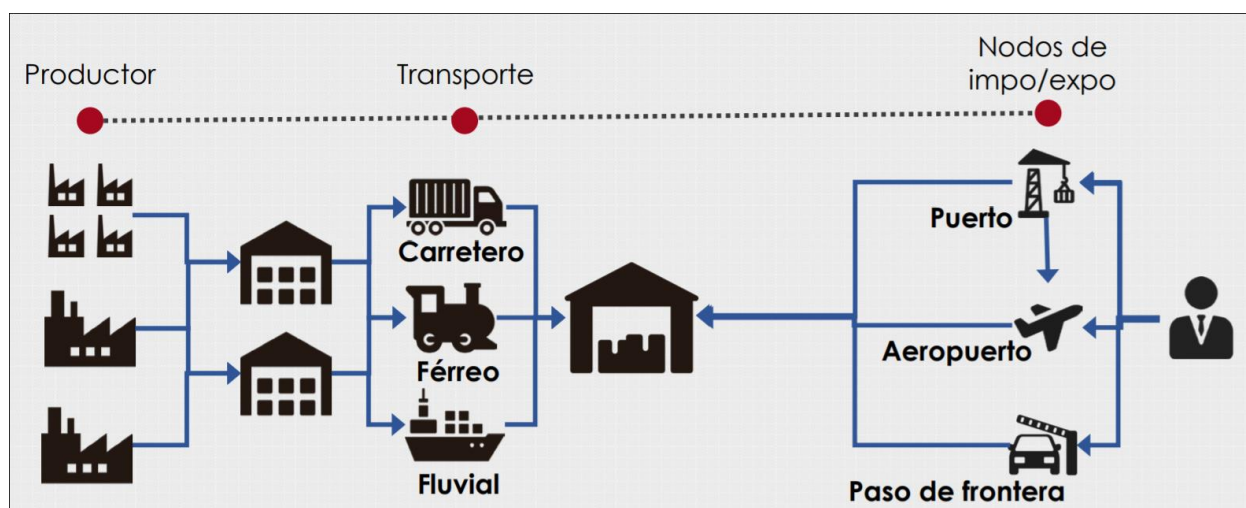 Productor
Transporte
Nodos de
impo/expo
Carretero
Férreo
Fluvial
Puerto
Aeropuerto
Paso de frontera